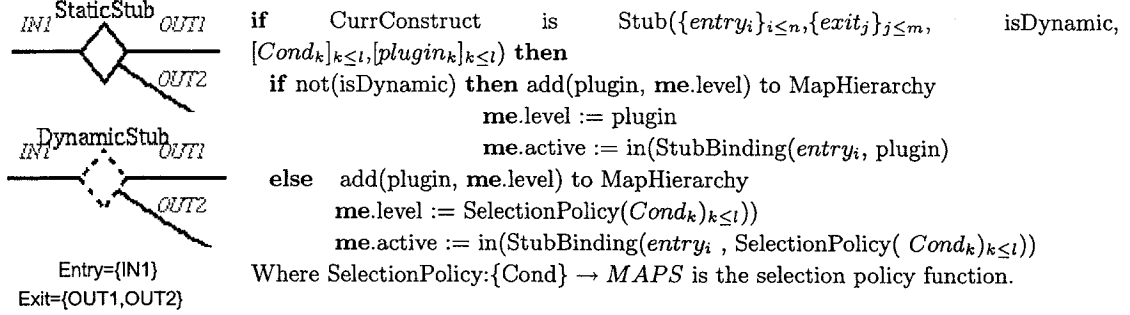 StaticStub
IN1 OUT1
OUT2
DynamicStub
IN1 OUT1
OUT2
Entry={IN1}
Exit={OUT1,OUT2}
if CurrConstruct is Stub({entry_i}_{i≤n},{exit_j}_{j≤m}, isDynamic,
[Cond_k]_{k≤l},[plugin_k]_{k≤l}) then
if not(isDynamic) then add(plugin, me.level) to MapHierarchy
me.level := plugin
me.active := in(StubBinding(entry_i, plugin)
else add(plugin, me.level) to MapHierarchy
me.level := SelectionPolicy(Cond_k)_{k≤l}))
me.active := in(StubBinding(entry_i , SelectionPolicy( Cond_k)_{k≤l}))
Where SelectionPolicy:{Cond} → MAPS is the selection policy function.